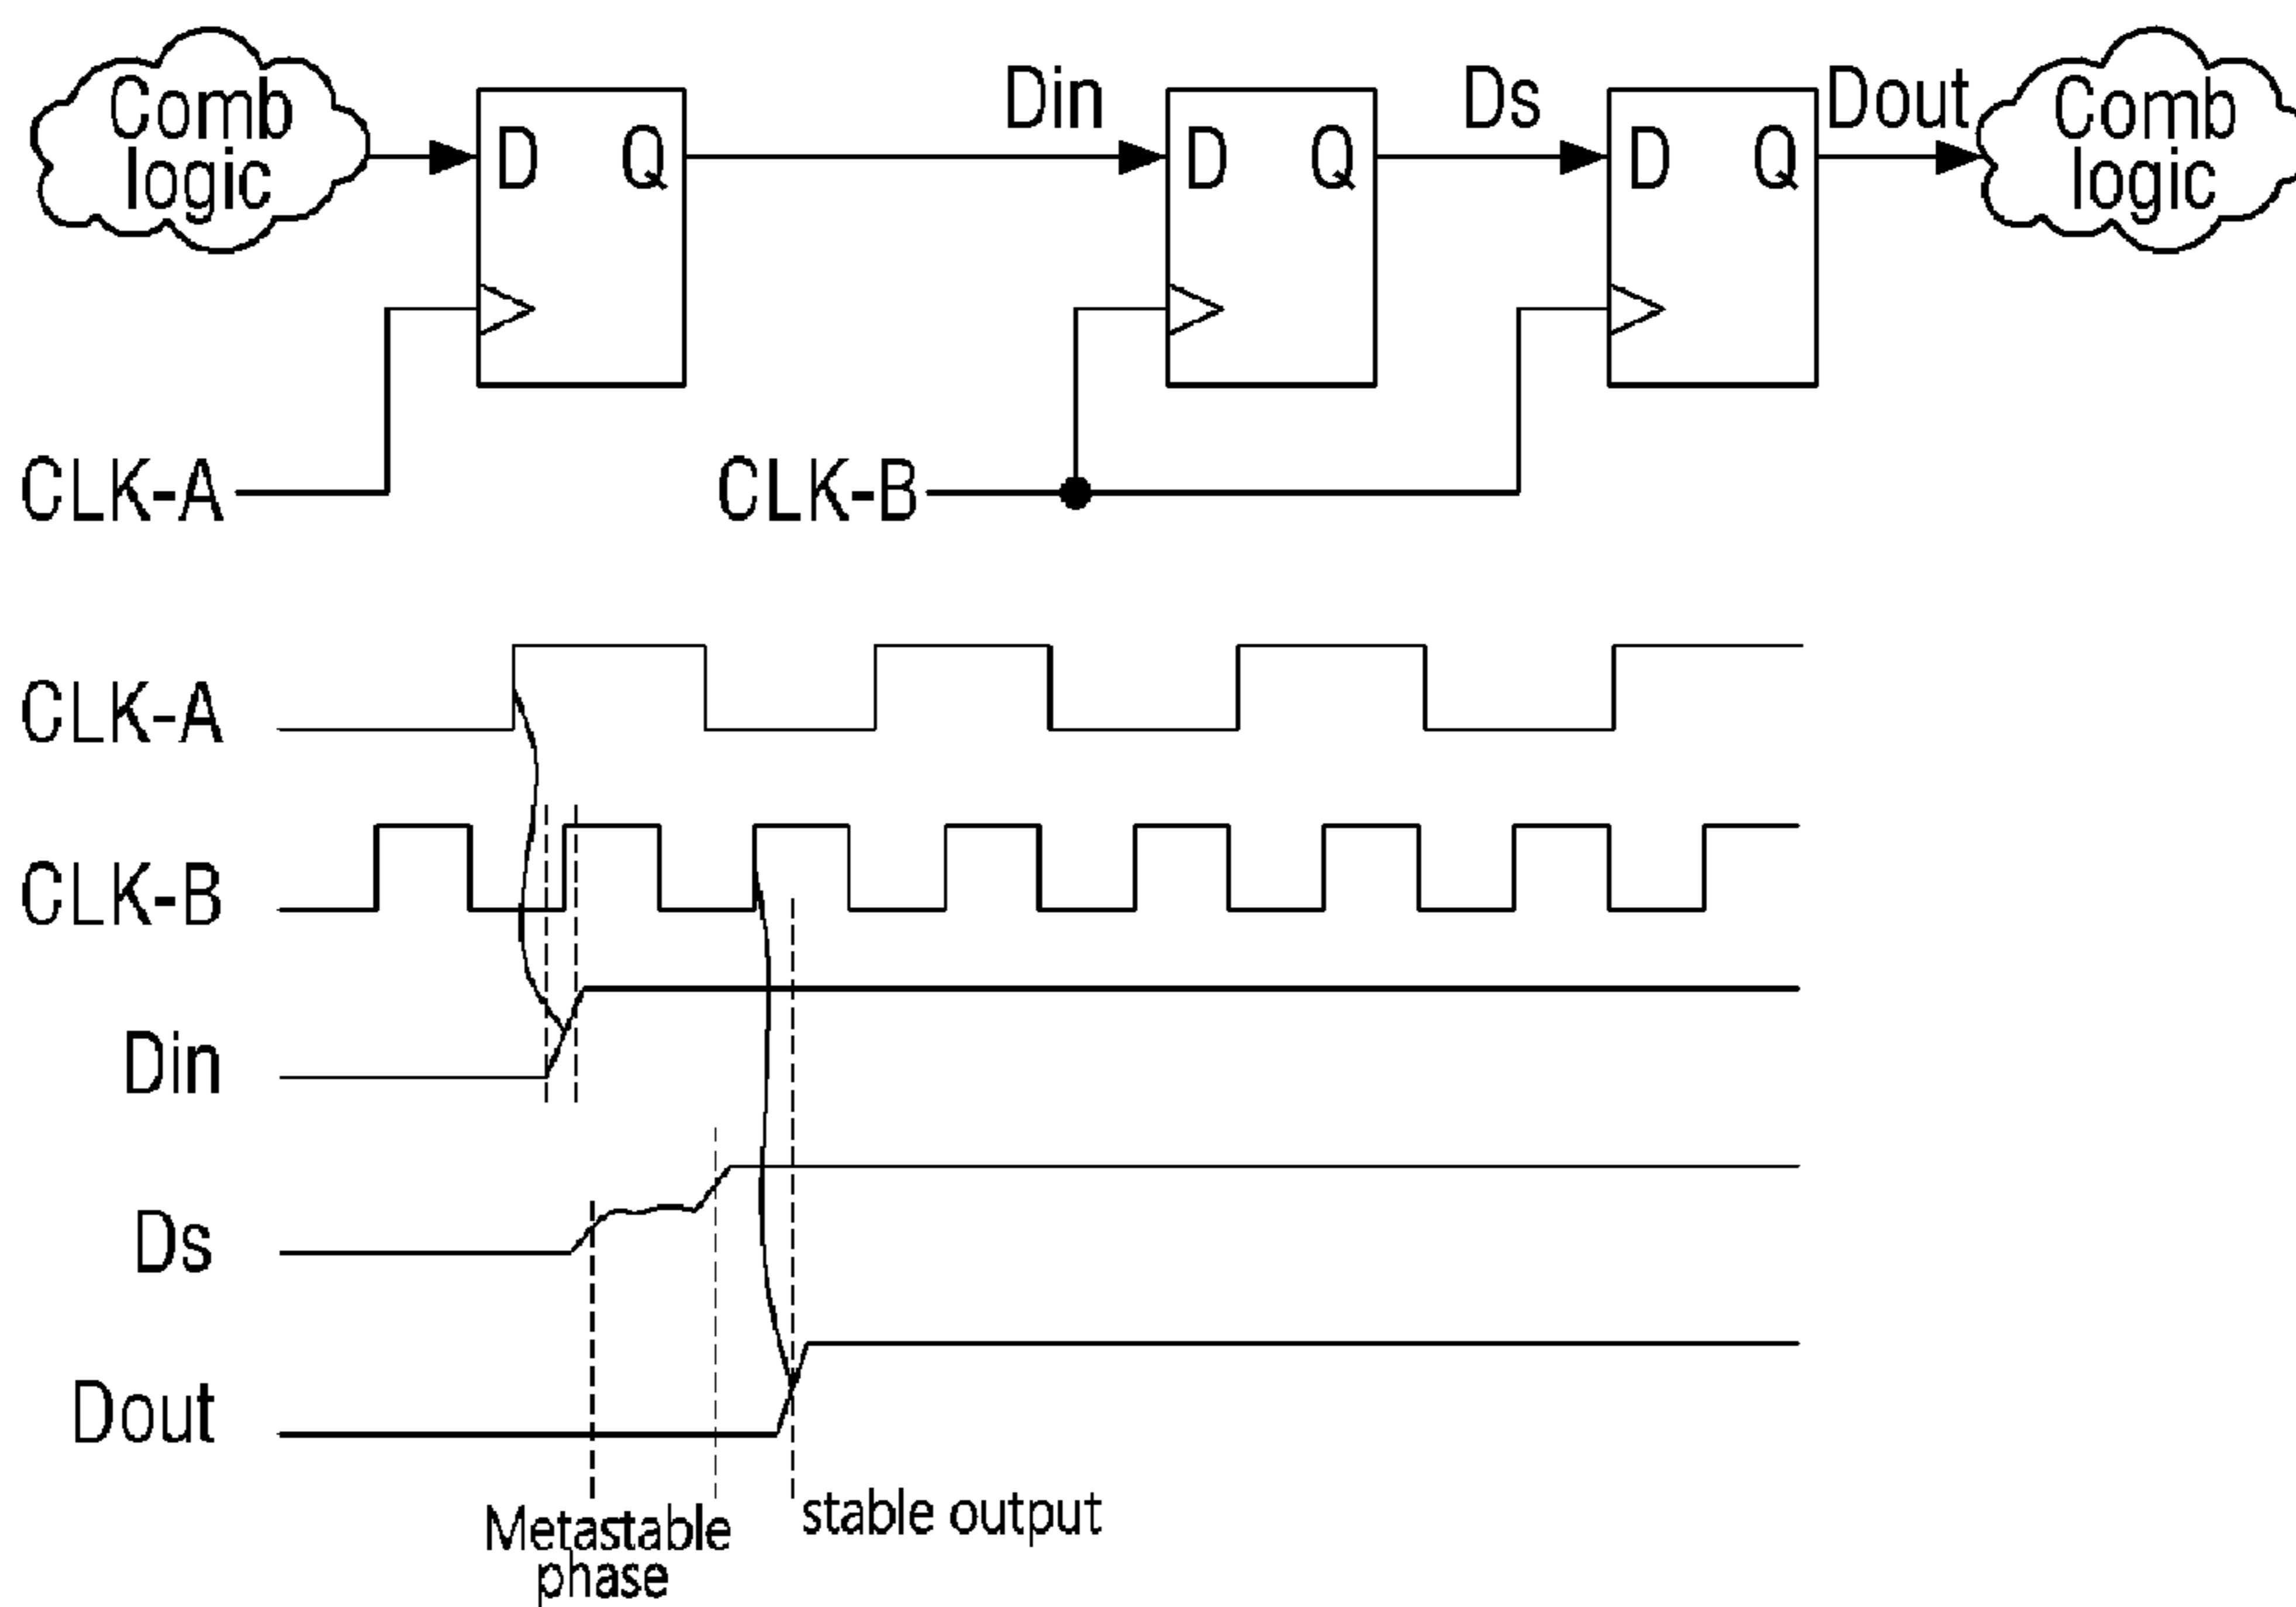 Comb
logic
D Q
Din
D Q
Ds
D Q
Dout
Comb
logic
CLK-A
CLK-B
CLK-A
CLK-B
Din
Ds
Dout
Metastable
phase
stable output